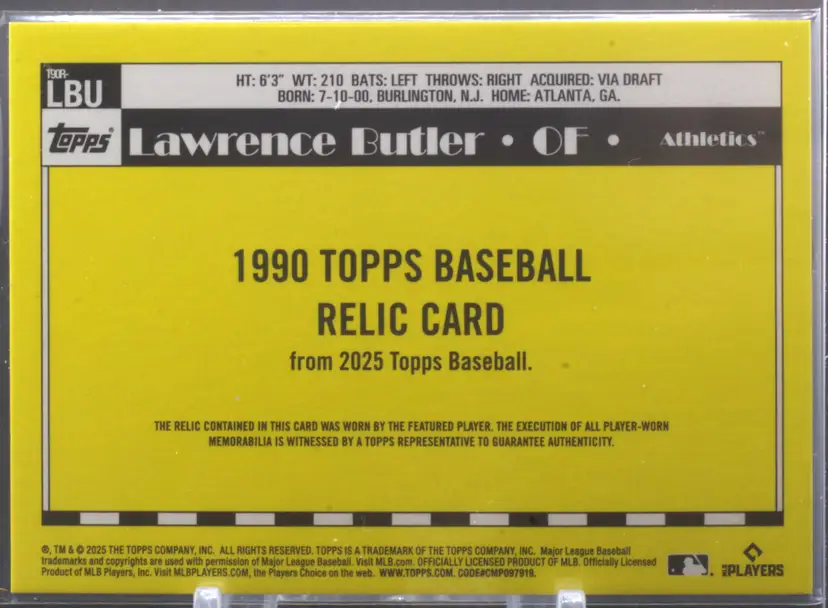 T90R-
LBU
HT: 6'3" WT: 210 BATS: LEFT THROWS: RIGHT ACQUIRED: VIA DRAFT
BORN: 7-10-00, BURLINGTON, N.J. HOME: ATLANTA, GA.
Topps® Lawrence Butler • OF • Athletics™
1990 TOPPS BASEBALL
RELIC CARD
from 2025 Topps Baseball.
THE RELIC CONTAINED IN THIS CARD WAS WORN BY THE FEATURED PLAYER. THE EXECUTION OF ALL PLAYER-WORN
MEMORABILIA IS WITNESSED BY A TOPPS REPRESENTATIVE TO GUARANTEE AUTHENTICITY.
®, TM & © 2025 THE TOPPS COMPANY, INC. ALL RIGHTS RESERVED. TOPPS IS A TRADEMARK OF THE TOPPS COMPANY, INC. Major League Baseball
trademarks and copyrights are used with permission of Major League Baseball. Visit MLB.com. OFFICIALLY LICENSED PRODUCT OF MLB. Officially Licensed
Product of MLB Players, Inc. Visit MLBPLAYERS.COM, the Players Choice on the web. WWW.TOPPS.COM. CODE#CMP097919.
MLB PLAYERS